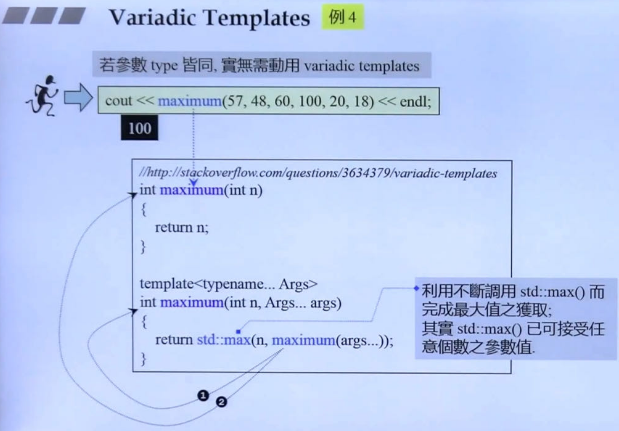 Variadic Templates 例 4
若參數 type 皆同, 實無需動用 variadic templates
cout << maximum(57, 48, 60, 100, 20, 18) << endl;
100
//http://stackoverflow.com/questions/3634379/variadic-templates
int maximum(int n)
{
return n;
}
template<typename... Args>
int maximum(int n, Args... args)
{
return std::max(n, maximum(args...));
}
利用不斷調用 std::max() 而
完成最大值之獲取;
其實 std::max() 已可接受任
意個數之參數值.
❶
❷